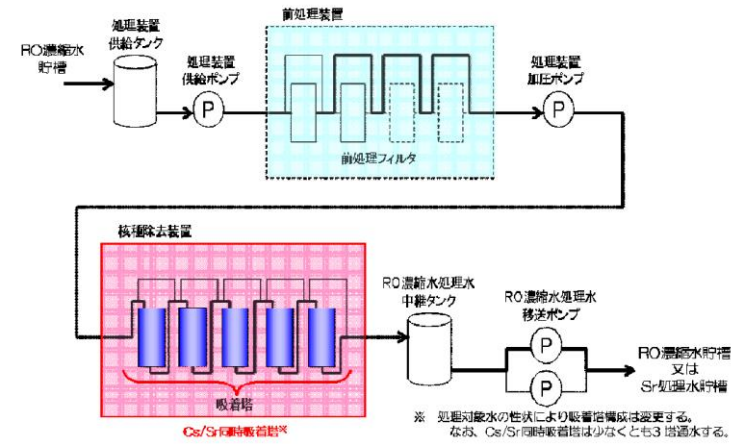 前処理装置
処理装置
供給タンク
RO濃縮水
貯槽
処理装置
供給ポンプ
P
処理装置
加圧ポンプ
P
前処理フィルタ
核種除去装置
RO濃縮水処理水
中継タンク
RO濃縮水処理水
移送ポンプ
P
P
RO濃縮水貯槽
又は
Sr処理水貯槽
吸着塔
Cs/Sr同時吸着塔※
※ 処理対象水の性状により吸着塔構成は変更する。
なお、Cs/Sr同時吸着塔は少なくとも3塔通水する。